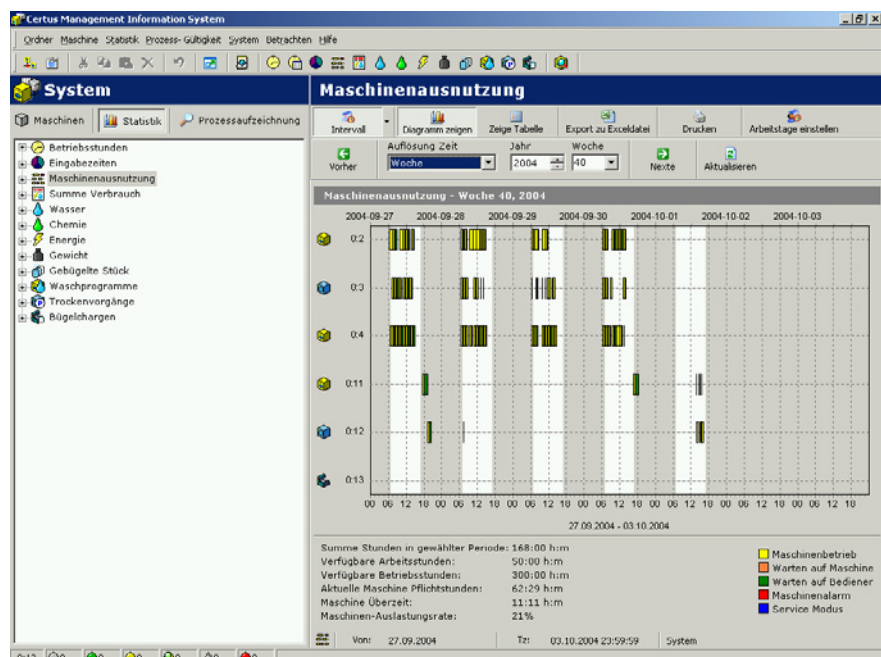 Certus Management Information System
Ordner Maschine Statistik Prozess-Gültigkeit System Betrachten Hilfe
System
Maschinenausnutzung
Maschinen Statistik Prozessaufzeichnung
Intervall Diagramm zeigen Zeige Tabelle Export zu Exceldatei Drucken Arbeitstage einstellen
Auflösung Zeit Jahr Woche
Vorher Woche 2004 40 Nexte Aktualisieren
Betriebsstunden
Eingabezeiten
Maschinenausnutzung
Summe Verbrauch
Wasser
Chemie
Energie
Gewicht
Gebügelte Stück
Waschprogramme
Trockenvorgänge
Bügelchargen
Maschinenausnutzung - Woche 40, 2004
2004-09-27 2004-09-28 2004-09-29 2004-09-30 2004-10-01 2004-10-02 2004-10-03
0:2
0:3
0:4
0:11
0:12
0:13
00 06 12 18 00 06 12 18 00 06 12 18 00 06 12 18 00 06 12 18 00 06 12 18 00 06 12 18
27.09.2004 - 03.10.2004
Summe Stunden in gewählter Periode: 168:00 h:m
Verfügbare Arbeitsstunden: 50:00 h:m
Verfügbare Betriebsstunden: 300:00 h:m
Aktuelle Maschine Pflichtstunden: 62:29 h:m
Maschine Überzeit: 11:11 h:m
Maschinen-Auslastungsrate: 21%
Maschinenbetrieb
Warten auf Maschine
Warten auf Bediener
Maschinenalarm
Service Modus
Von: 27.09.2004 Tz: 03.10.2004 23:59:59 System